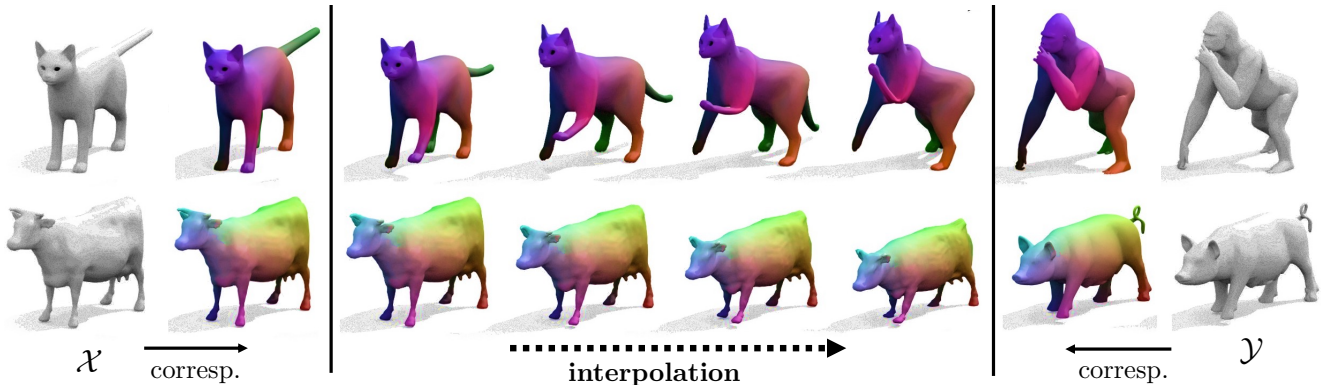 𝒳
corresp.
interpolation
corresp.
𝒴